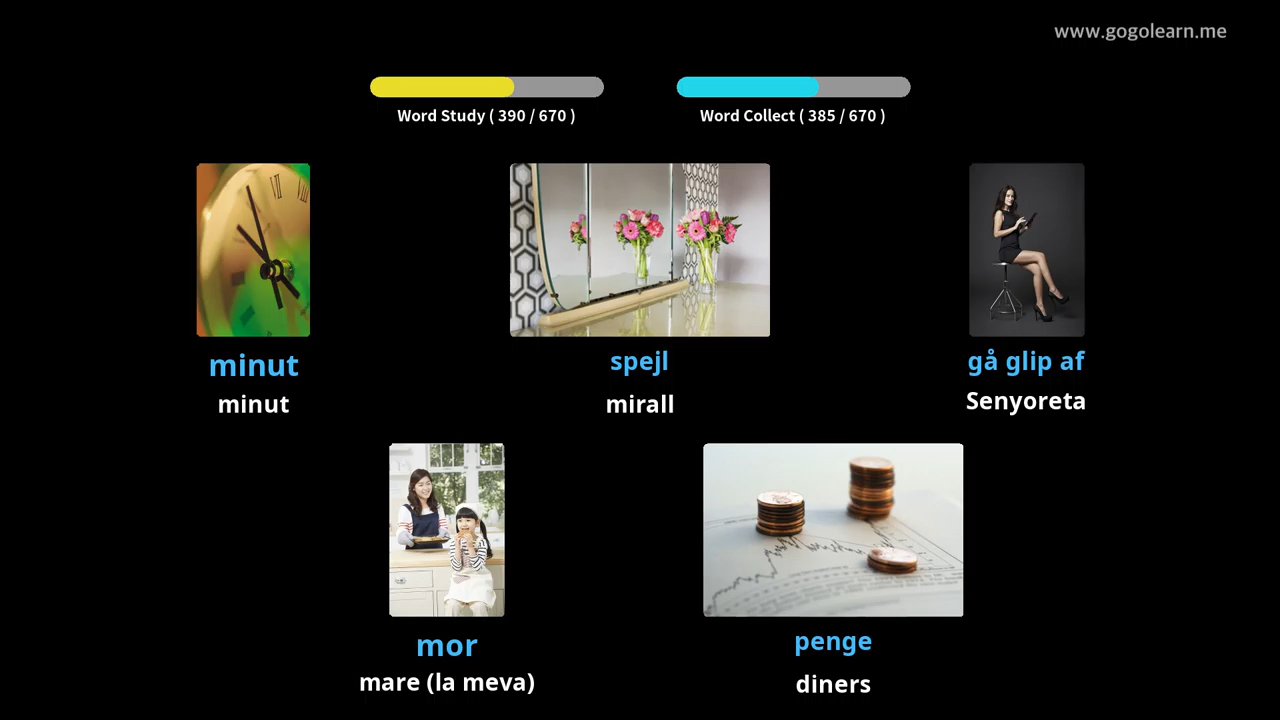 www.gogolearn.me
Word Study ( 390 / 670 )
Word Collect ( 385 / 670 )
minut
minut
spejl
mirall
gå glip af
Senyoreta
mor
mare (la meva)
penge
diners